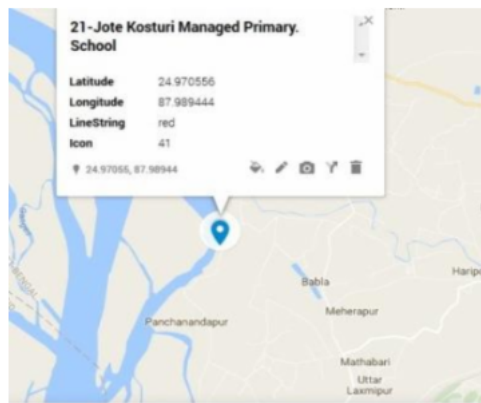 21-Jote Kosturi Managed Primary.
School
Latitude 24.970556
Longitude 87.989444
LineString red
Icon 41
24.97055, 87.98944
Babla
Meherapur
Panchanandapur
Mathabari
Uttar
Laxmipur